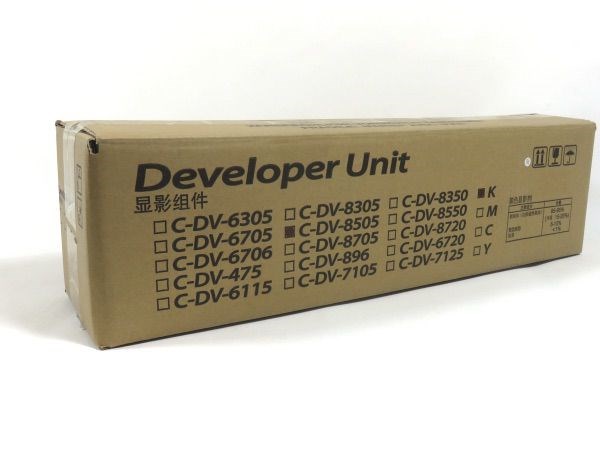 Developer Unit
显影组件
□ C-DV-6305 □ C-DV-8305 □ C-DV-8350 ■ K
□ C-DV-6705 ■ C-DV-8505 □ C-DV-8550 □ M
□ C-DV-6706 □ C-DV-8705 □ C-DV-8720 □ C
□ C-DV-475 □ C-DV-896 □ C-DV-6720 □ Y
□ C-DV-6115 □ C-DV-7105 □ C-DV-7125